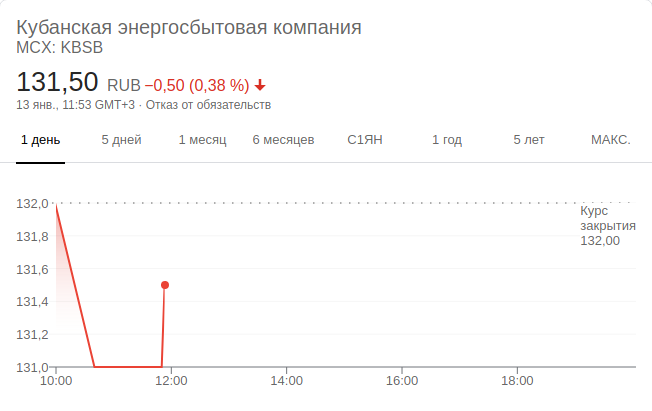 Кубанская энергосбытовая компания
MCX: KBSB
131,50 RUB −0,50 (0,38 %)
13 янв., 11:53 GMT+3 · Отказ от обязательств
1 день 5 дней 1 месяц 6 месяцев С1ЯН 1 год 5 лет МАКС.
132,0
Курс
закрытия
132,00
131,8
131,6
131,4
131,2
131,0
10:00 12:00 14:00 16:00 18:00